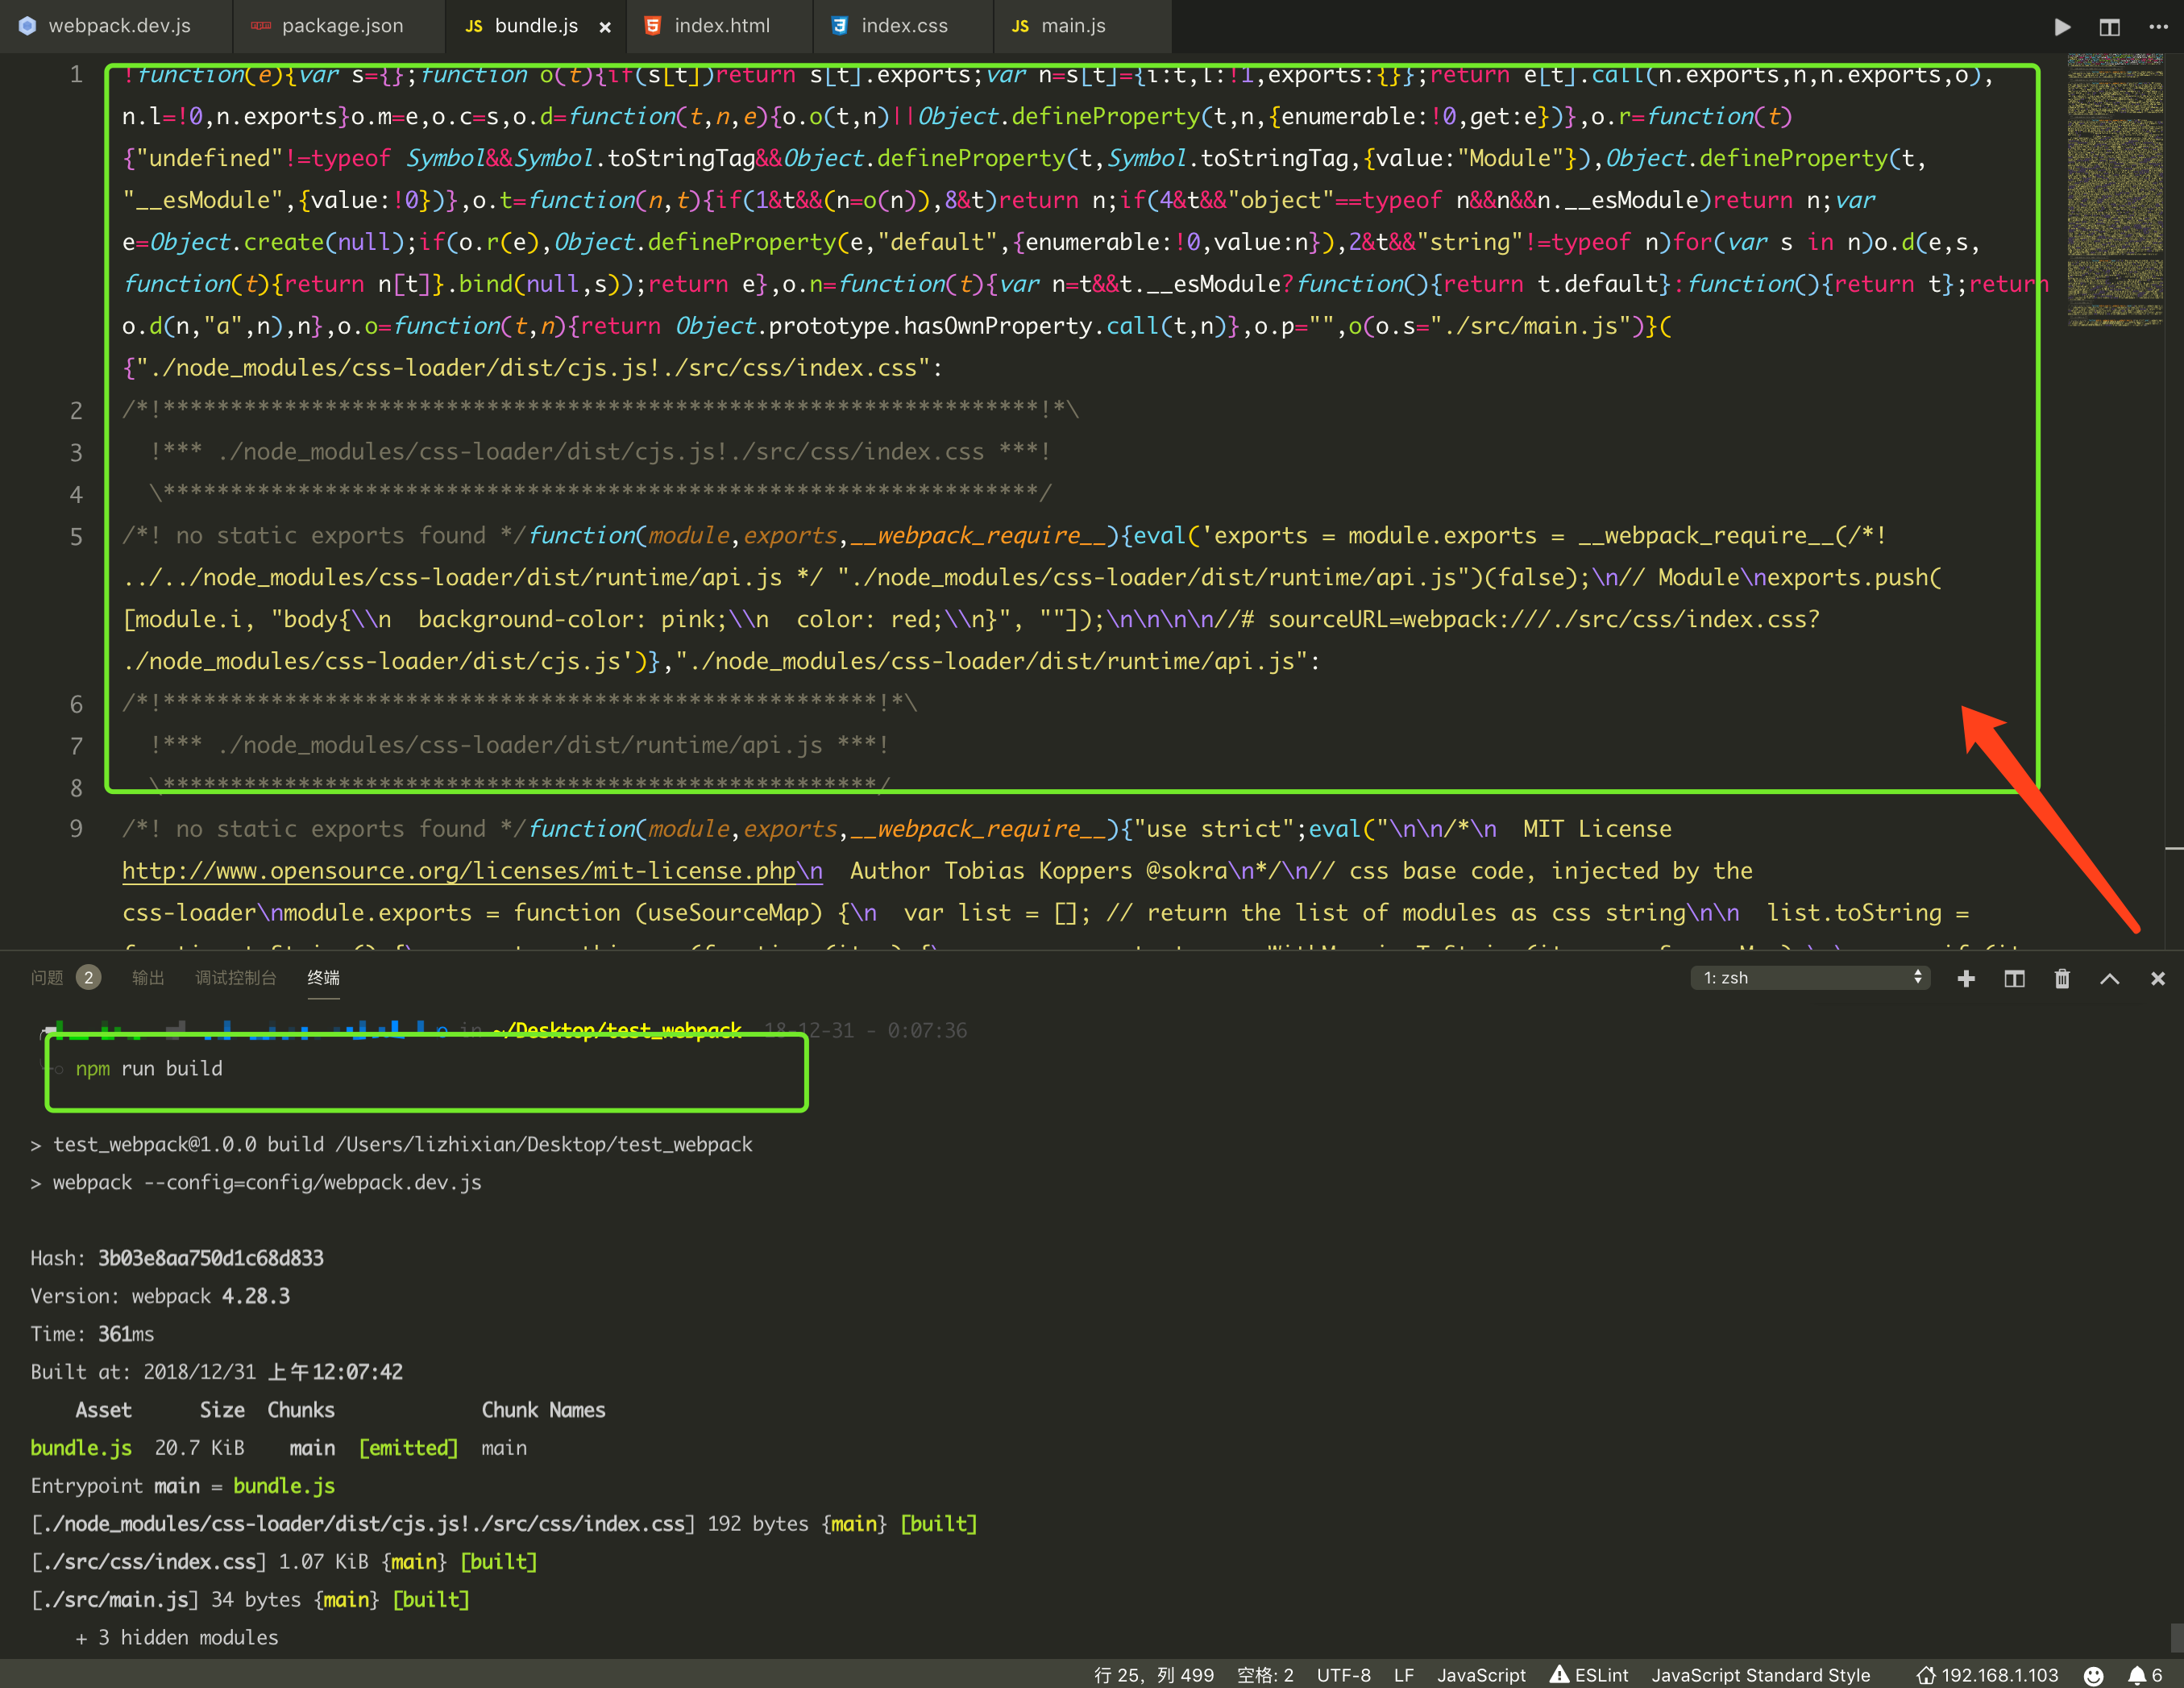 webpack.dev.js package.json JS bundle.js × index.html index.css JS main.js
1 !function(e){var s={};function o(t){if(s[t])return s[t].exports;var n=s[t]={i:t,l:!1,exports:{}};return e[t].call(n.exports,n,n.exports,o),
n.l=!0,n.exports}o.m=e,o.c=s,o.d=function(t,n,e){o.o(t,n)||Object.defineProperty(t,n,{enumerable:!0,get:e})},o.r=function(t)
{"undefined"!=typeof Symbol&&Symbol.toStringTag&&Object.defineProperty(t,Symbol.toStringTag,{value:"Module"}),Object.defineProperty(t,
"__esModule",{value:!0})},o.t=function(n,t){if(1&t&&(n=o(n)),8&t)return n;if(4&t&&"object"==typeof n&&n&&n.__esModule)return n;var
e=Object.create(null);if(o.r(e),Object.defineProperty(e,"default",{enumerable:!0,value:n}),2&t&&"string"!=typeof n)for(var s in n)o.d(e,s,
function(t){return n[t]}.bind(null,s));return e},o.n=function(t){var n=t&&t.__esModule?function(){return t.default}:function(){return t};return
o.d(n,"a",n),n},o.o=function(t,n){return Object.prototype.hasOwnProperty.call(t,n)},o.p="",o(o.s="./src/main.js")}(
{"./node_modules/css-loader/dist/cjs.js!./src/css/index.css":
2 /*!*****************************************************************!*\
3 !*** ./node_modules/css-loader/dist/cjs.js!./src/css/index.css ***!
4 \*****************************************************************/
5 /*! no static exports found */function(module,exports,__webpack_require__){eval('exports = module.exports = __webpack_require__(/*!
../../node_modules/css-loader/dist/runtime/api.js */ "./node_modules/css-loader/dist/runtime/api.js")(false);\n// Module\nexports.push(
[module.i, "body{\\n  background-color: pink;\\n  color: red;\\n}", ""]);\n\n\n\n//# sourceURL=webpack:///./src/css/index.css?
./node_modules/css-loader/dist/cjs.js')},"./node_modules/css-loader/dist/runtime/api.js":
6 /*!*****************************************************!*\
7 !*** ./node_modules/css-loader/dist/runtime/api.js ***!
8 \*****************************************************/
9 /*! no static exports found */function(module,exports,__webpack_require__){"use strict";eval("\n\n/*\n  MIT License
http://www.opensource.org/licenses/mit-license.php\n  Author Tobias Koppers @sokra\n*/\n// css base code, injected by the
css-loader\nmodule.exports = function (useSourceMap) {\n  var list = []; // return the list of modules as css string\n\n  list.toString =
问题 2 输出 调试控制台 终端 1: zsh
in ~/Desktop/test_webpack 18-12-31 - 0:07:36
npm run build
> test_webpack@1.0.0 build /Users/lizhixian/Desktop/test_webpack
> webpack --config=config/webpack.dev.js
Hash: 3b03e8aa750d1c68d833
Version: webpack 4.28.3
Time: 361ms
Built at: 2018/12/31 上午12:07:42
Asset Size Chunks Chunk Names
bundle.js 20.7 KiB main [emitted] main
Entrypoint main = bundle.js
[./node_modules/css-loader/dist/cjs.js!./src/css/index.css] 192 bytes {main} [built]
[./src/css/index.css] 1.07 KiB {main} [built]
[./src/main.js] 34 bytes {main} [built]
+ 3 hidden modules
行 25，列 499 空格: 2 UTF-8 LF JavaScript ESLint JavaScript Standard Style 192.168.1.103 6